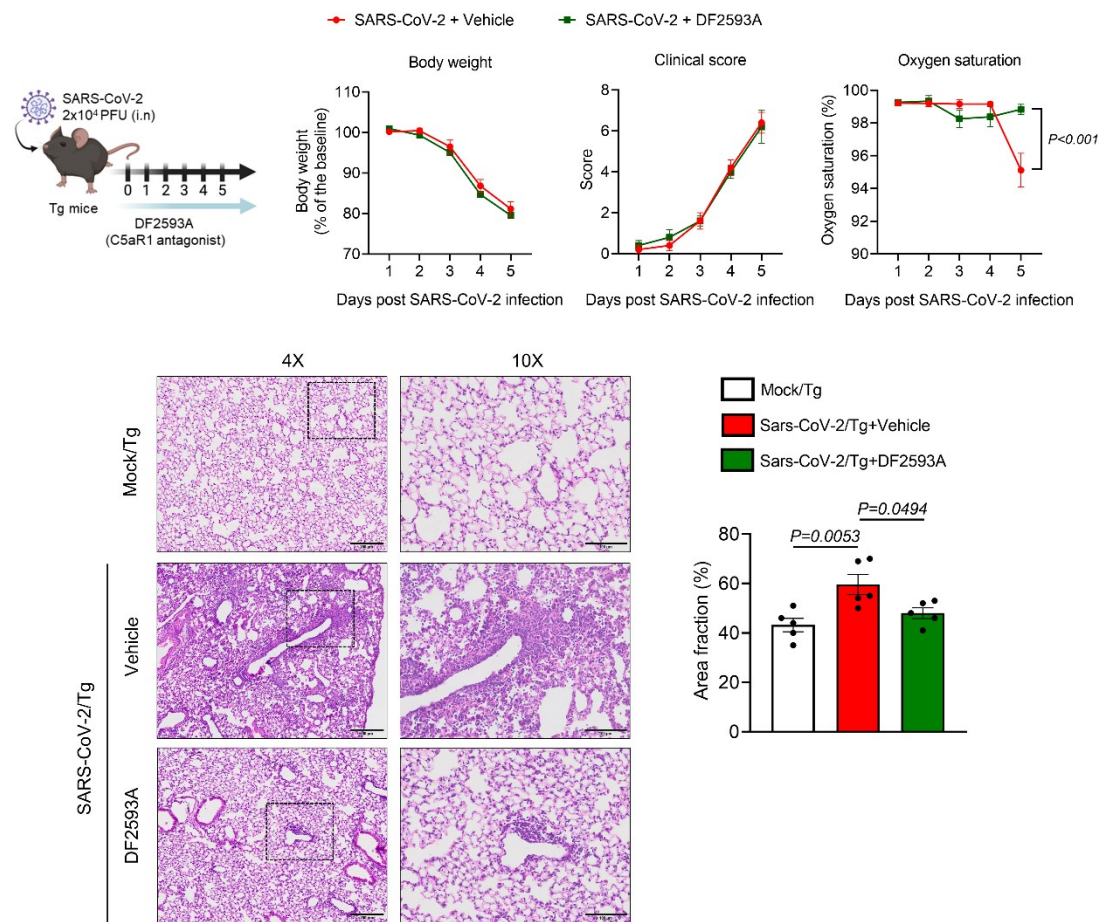 SARS-CoV-2 + Vehicle
SARS-CoV-2 + DF2593A
SARS-CoV-2
2x10⁴ PFU (i.n)
0 1 2 3 4 5
Tg mice
DF2593A
(C5aR1 antagonist)
Body weight
Body weight
(% of the baseline)
110
100
90
80
70
1 2 3 4 5
Days post SARS-CoV-2 infection
Clinical score
Score
8
6
4
2
0
1 2 3 4 5
Days post SARS-CoV-2 infection
Oxygen saturation
Oxygen saturation (%)
100
98
96
94
92
90
P<0.001
1 2 3 4 5
Days post SARS-CoV-2 infection
4X
10X
Mock/Tg
SARS-CoV-2/Tg
Vehicle
DF2593A
Mock/Tg
Sars-CoV-2/Tg+Vehicle
Sars-CoV-2/Tg+DF2593A
P=0.0494
P=0.0053
Area fraction (%)
80
60
40
20
0